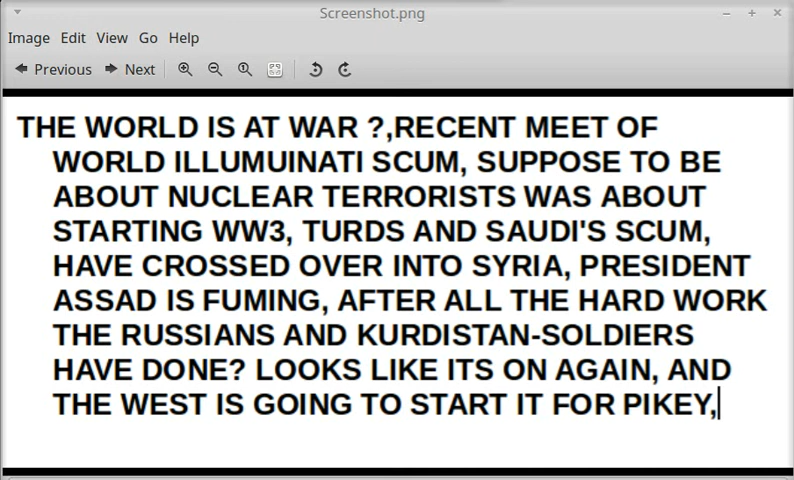 Screenshot.png
Image Edit View Go Help
Previous Next
THE WORLD IS AT WAR ?,RECENT MEET OF
WORLD ILLUMUINATI SCUM, SUPPOSE TO BE
ABOUT NUCLEAR TERRORISTS WAS ABOUT
STARTING WW3, TURDS AND SAUDI'S SCUM,
HAVE CROSSED OVER INTO SYRIA, PRESIDENT
ASSAD IS FUMING, AFTER ALL THE HARD WORK
THE RUSSIANS AND KURDISTAN-SOLDIERS
HAVE DONE? LOOKS LIKE ITS ON AGAIN, AND
THE WEST IS GOING TO START IT FOR PIKEY,